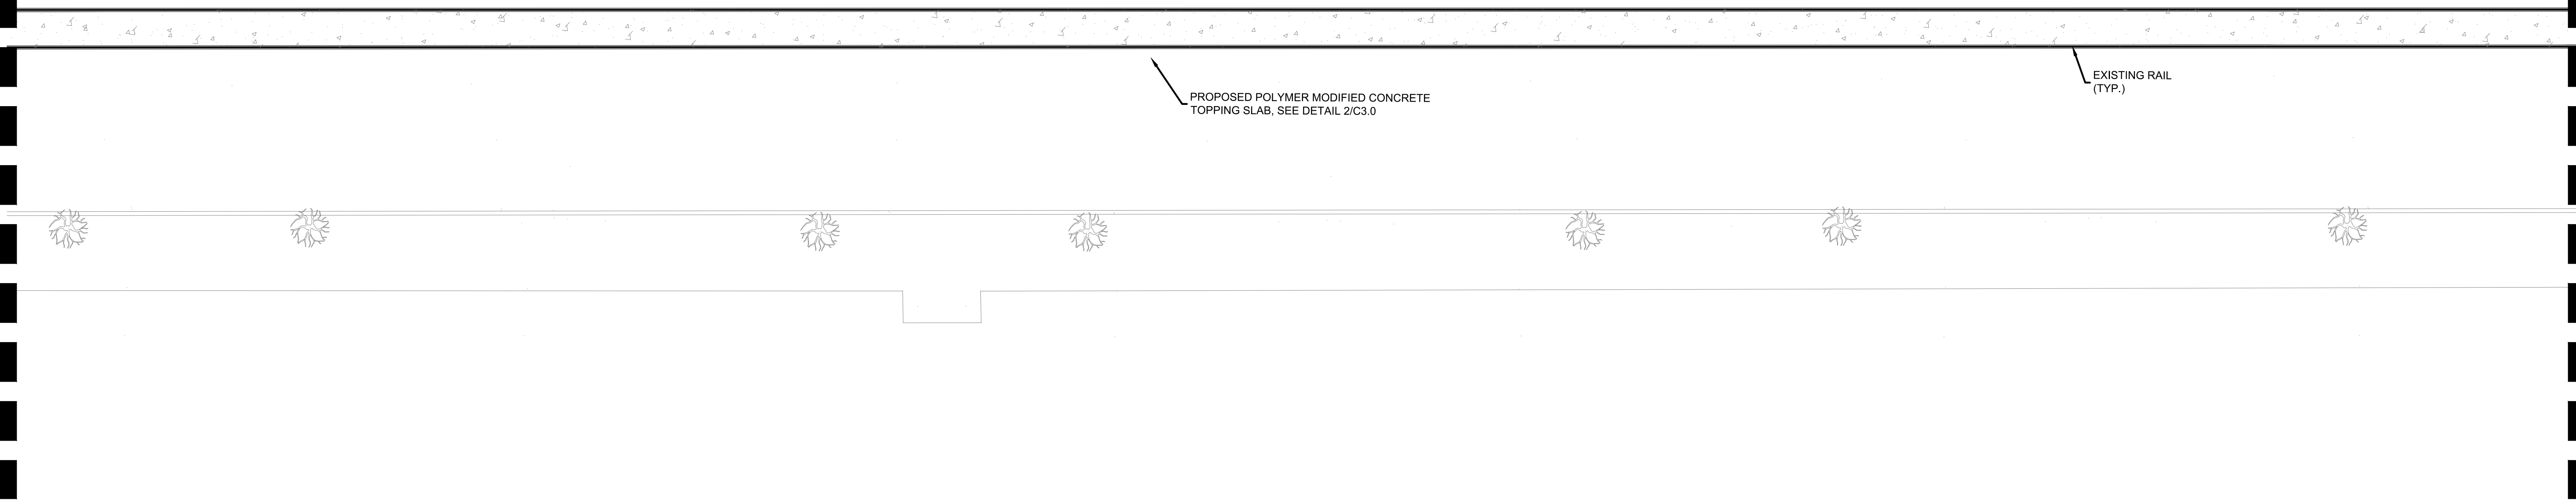 EXISTING RAIL
(TYP.)
PROPOSED POLYMER MODIFIED CONCRETE
TOPPING SLAB, SEE DETAIL 2/C3.0